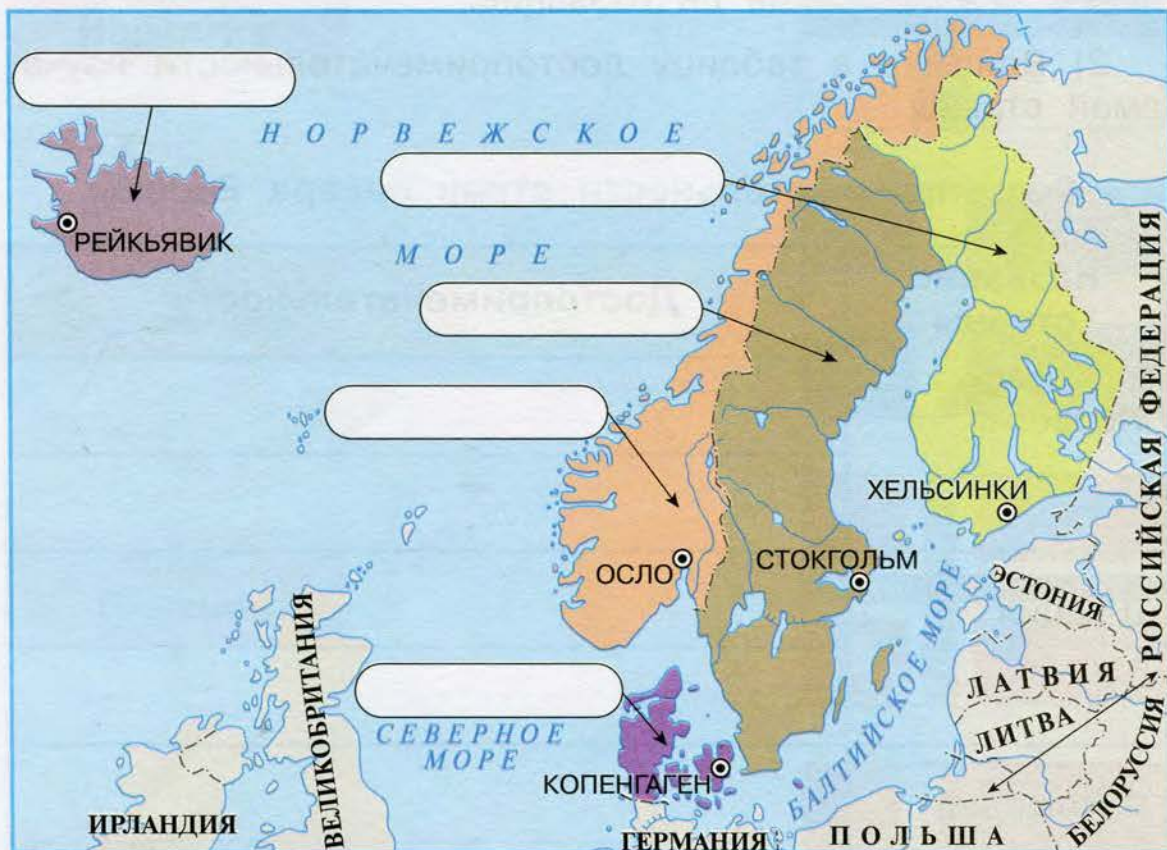 НОРВЕЖСКОЕ
МОРЕ
РЕЙКЬЯВИК
ХЕЛЬСИНКИ
ОСЛО
СТОКГОЛЬМ
КОПЕНГАГЕН
СЕВЕРНОЕ
МОРЕ
БАЛТИЙСКОЕ МОРЕ
РОССИЙСКАЯ ФЕДЕРАЦИЯ
ЭСТОНИЯ
ЛАТВИЯ
ЛИТВА
БЕЛОРУССИЯ
ПОЛЬША
ГЕРМАНИЯ
ВЕЛИКОБРИТАНИЯ
ИРЛАНДИЯ